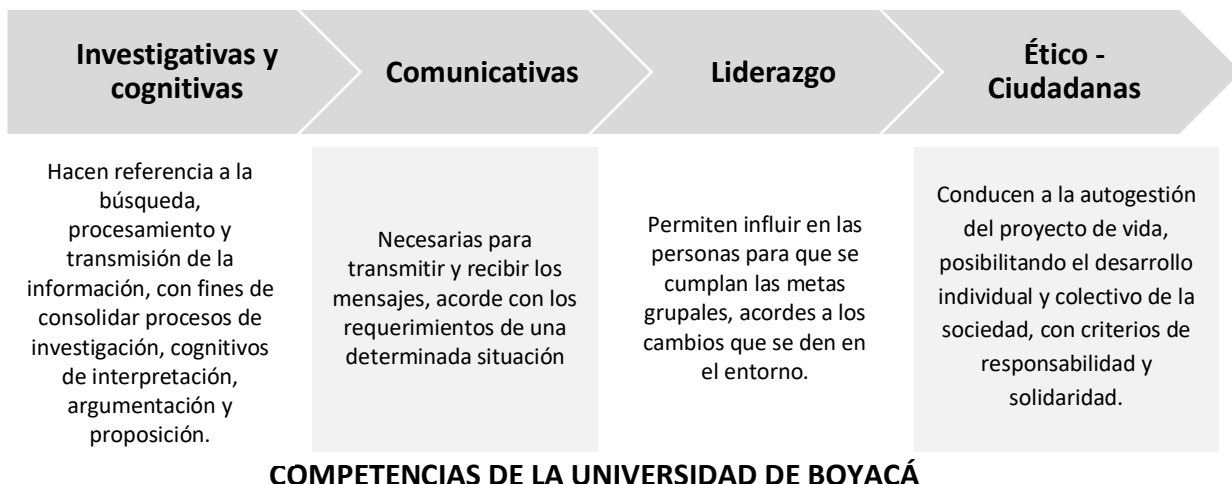 Investigativas y
cognitivas
Comunicativas
Liderazgo
Ético -
Ciudadanas
Hacen referencia a la
búsqueda,
procesamiento y
transmisión de la
información, con fines de
consolidar procesos de
investigación, cognitivos
de interpretación,
argumentación y
proposición.
Necesarias para
transmitir y recibir los
mensajes, acorde con los
requerimientos de una
determinada situación
Permiten influir en las
personas para que se
cumplan las metas
grupales, acordes a los
cambios que se den en
el entorno.
Conducen a la autogestión
del proyecto de vida,
posibilitando el desarrollo
individual y colectivo de la
sociedad, con criterios de
responsabilidad y
solidaridad.
COMPETENCIAS DE LA UNIVERSIDAD DE BOYACÁ